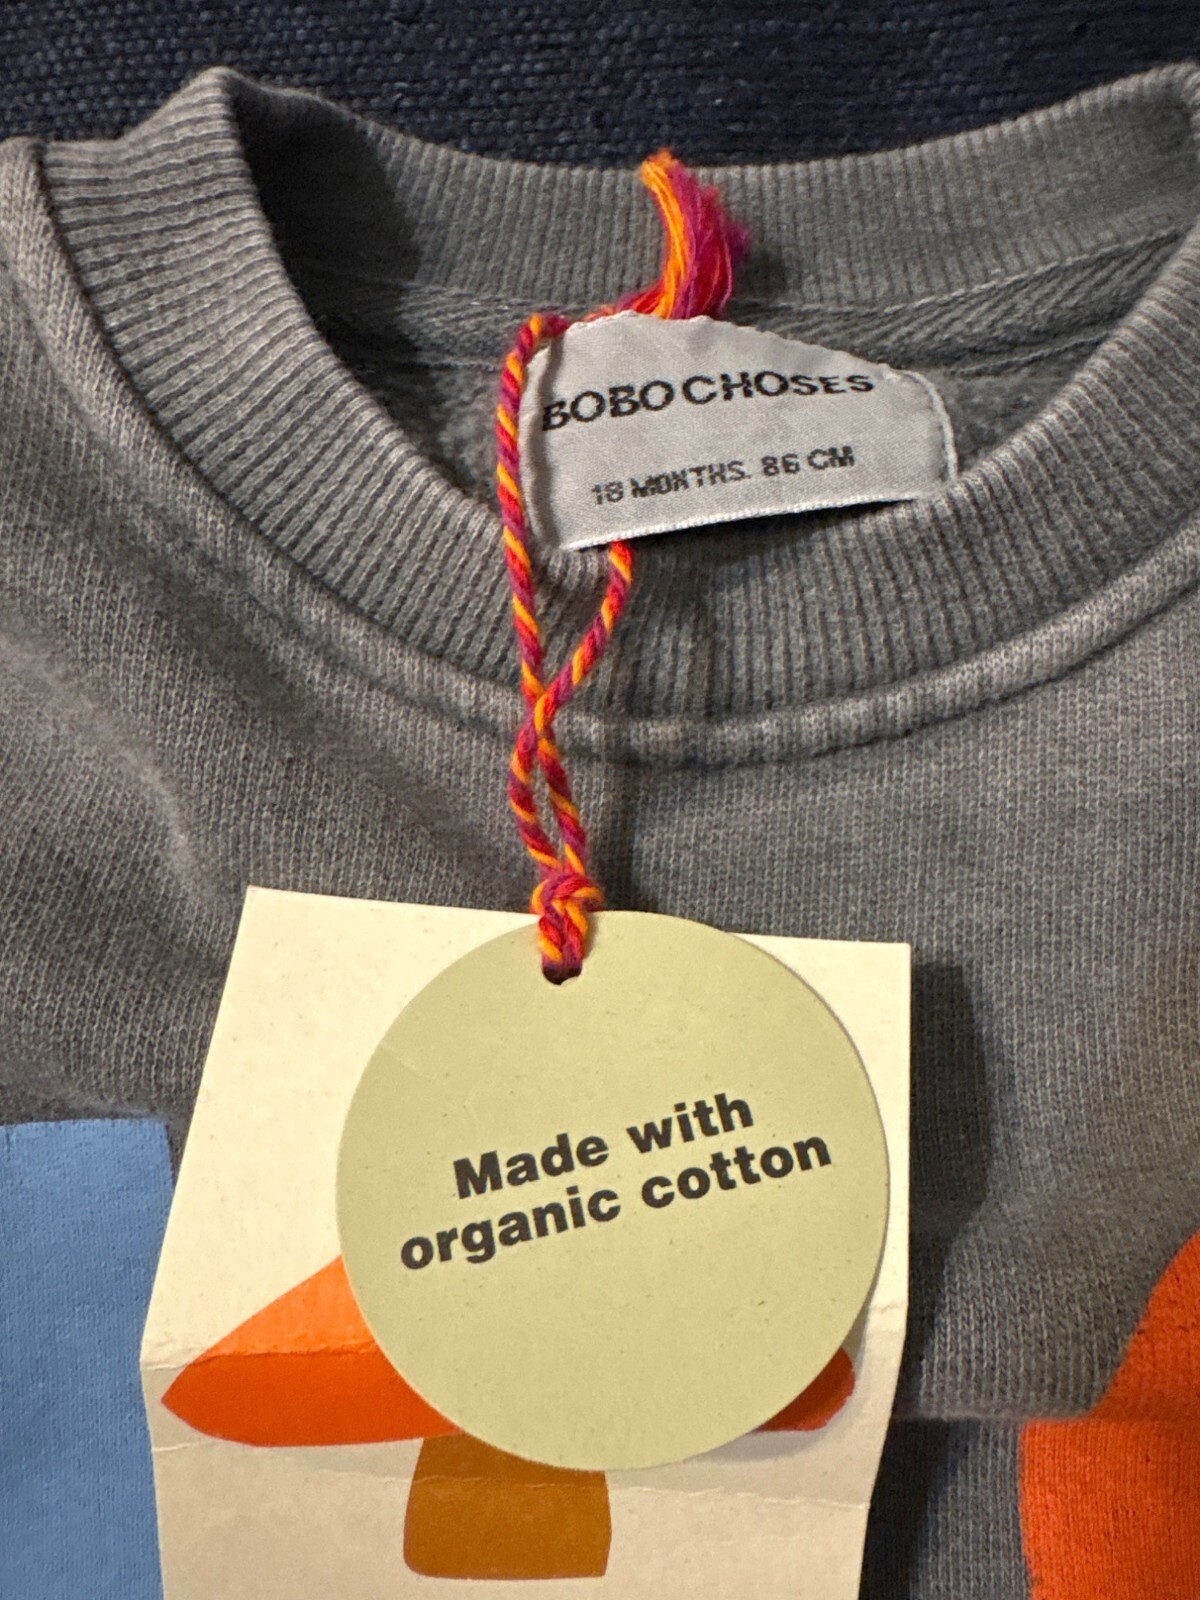 BOBO CHOSES
18 MONTHS. 86 CM
Made with
organic cotton